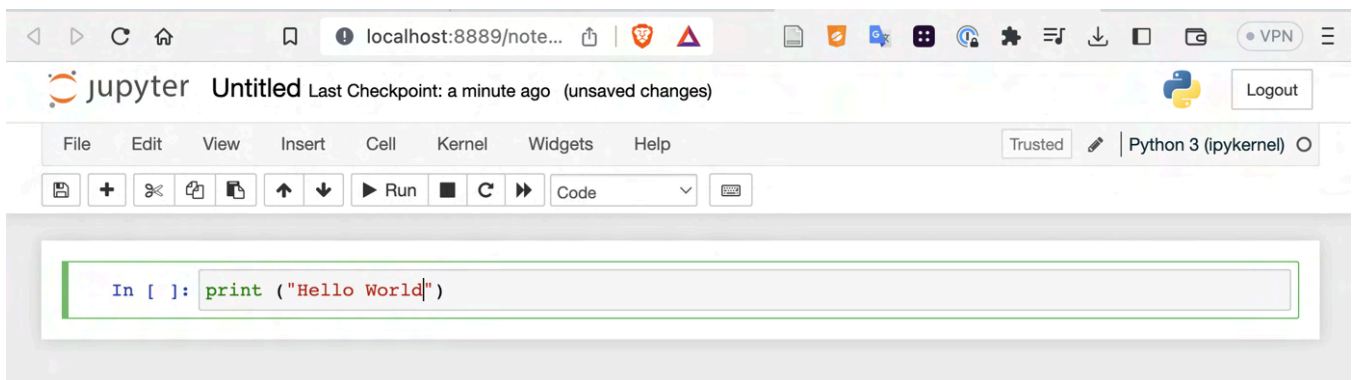 localhost:8889/note... VPN
jupyter Untitled Last Checkpoint: a minute ago (unsaved changes) Logout
File Edit View Insert Cell Kernel Widgets Help Trusted Python 3 (ipykernel)
Run Code
In [ ]: print ("Hello World")